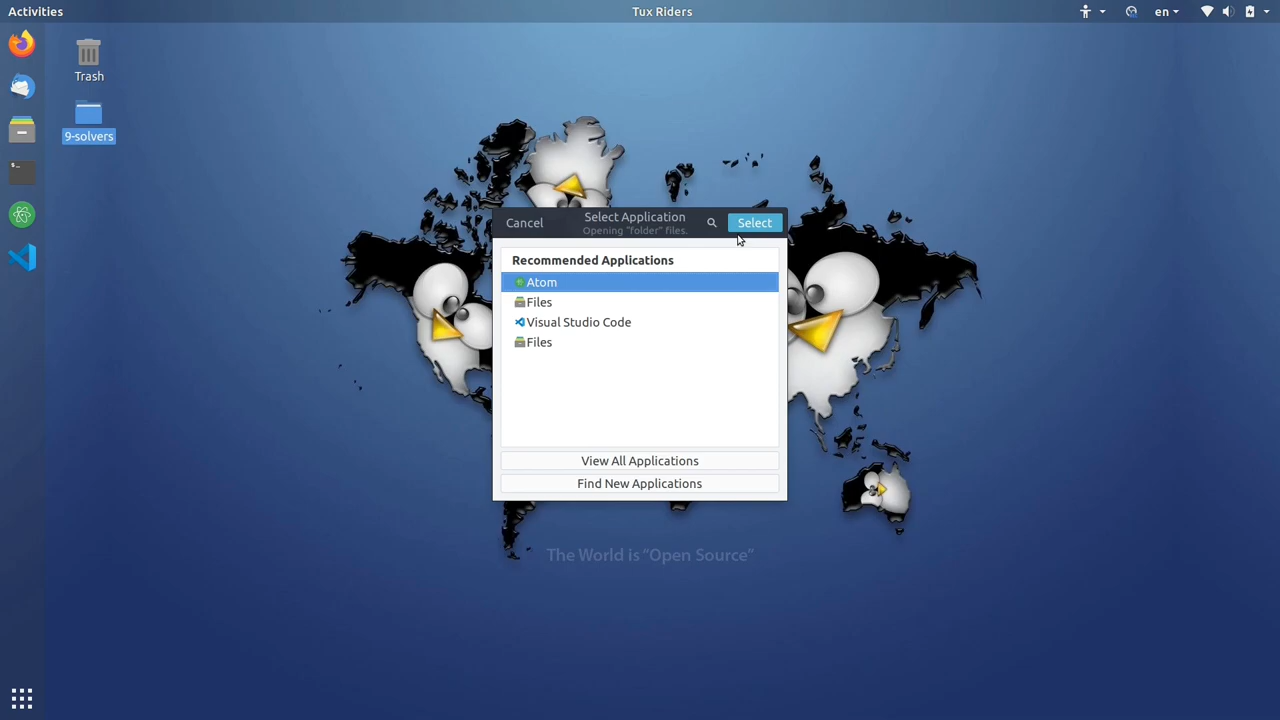 Activities
Tux Riders
en
Trash
9-solvers
Cancel
Select Application
Opening "folder" files.
Select
Recommended Applications
Atom
Files
Visual Studio Code
Files
View All Applications
Find New Applications
The World is "Open Source"